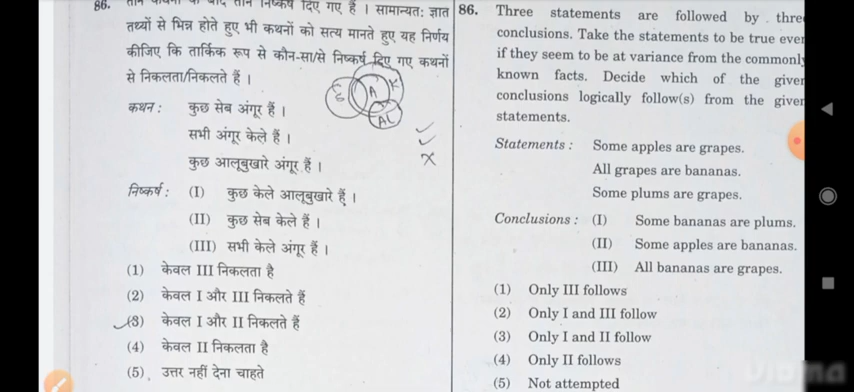 86. तीन कथनों के बाद तीन निष्कर्ष दिए गए हैं । सामान्यतः ज्ञात
तथ्यों से भिन्न होते हुए भी कथनों को सत्य मानते हुए यह निर्णय
कीजिए कि तार्किक रूप से कौन-सा/से निष्कर्ष दिए गए कथनों
से निकलता/निकलते हैं ।
कथन : कुछ सेब अंगूर हैं ।
सभी अंगूर केले हैं ।
कुछ आलूबुखारे अंगूर हैं ।
निष्कर्ष : (I) कुछ केले आलूबुखारे हैं ।
(II) कुछ सेब केले हैं ।
(III) सभी केले अंगूर हैं ।
(1) केवल III निकलता है
(2) केवल I और III निकलते हैं
(3) केवल I और II निकलते हैं
(4) केवल II निकलता है
(5) उत्तर नहीं देना चाहते
A
AL
86. Three statements are followed by three
conclusions. Take the statements to be true even
if they seem to be at variance from the commonly
known facts. Decide which of the given
conclusions logically follow(s) from the given
statements.
Statements : Some apples are grapes.
All grapes are bananas.
Some plums are grapes.
Conclusions : (I) Some bananas are plums.
(II) Some apples are bananas.
(III) All bananas are grapes.
(1) Only III follows
(2) Only I and III follow
(3) Only I and II follow
(4) Only II follows
(5) Not attempted